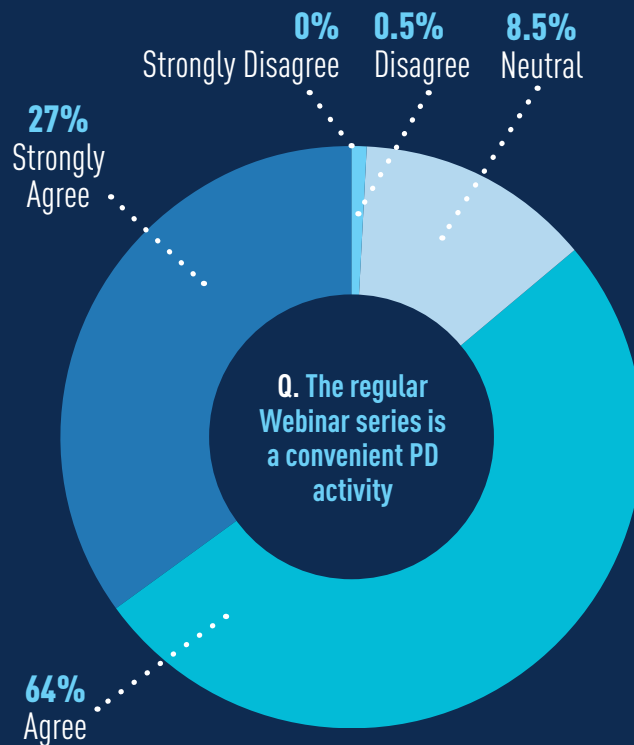 0%
Strongly Disagree
0.5%
Disagree
8.5%
Neutral
27%
Strongly
Agree
Q. The regular
Webinar series is
a convenient PD
activity
64%
Agree